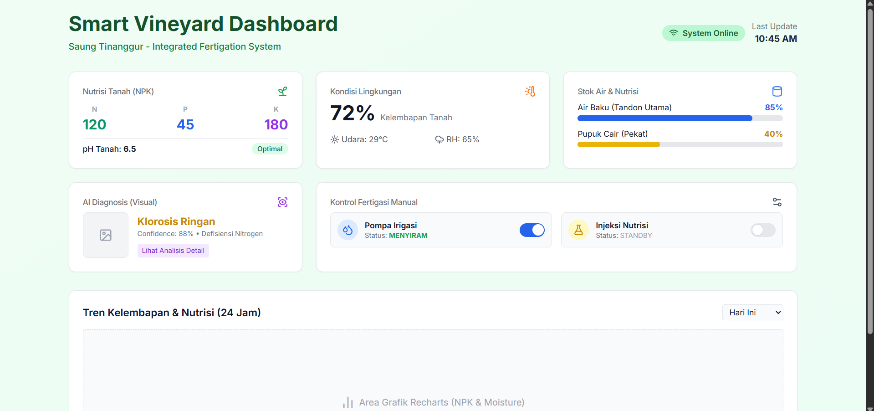 Smart Vineyard Dashboard
Saung Tinanggur - Integrated Fertigation System
System Online
Last Update
10:45 AM
Nutrisi Tanah (NPK)
N
P
K
120
45
180
pH Tanah: 6.5
Optimal
Kondisi Lingkungan
72% Kelembapan Tanah
Udara: 29°C
RH: 65%
Stok Air & Nutrisi
Air Baku (Tandon Utama)
85%
Pupuk Cair (Pekat)
40%
AI Diagnosis (Visual)
Klorosis Ringan
Confidence: 88% • Defisiensi Nitrogen
Lihat Analisis Detail
Kontrol Fertigasi Manual
Pompa Irigasi
Status: MENYIRAM
Injeksi Nutrisi
Status: STANDBY
Tren Kelembapan & Nutrisi (24 Jam)
Hari Ini
Area Grafik Recharts (NPK & Moisture)